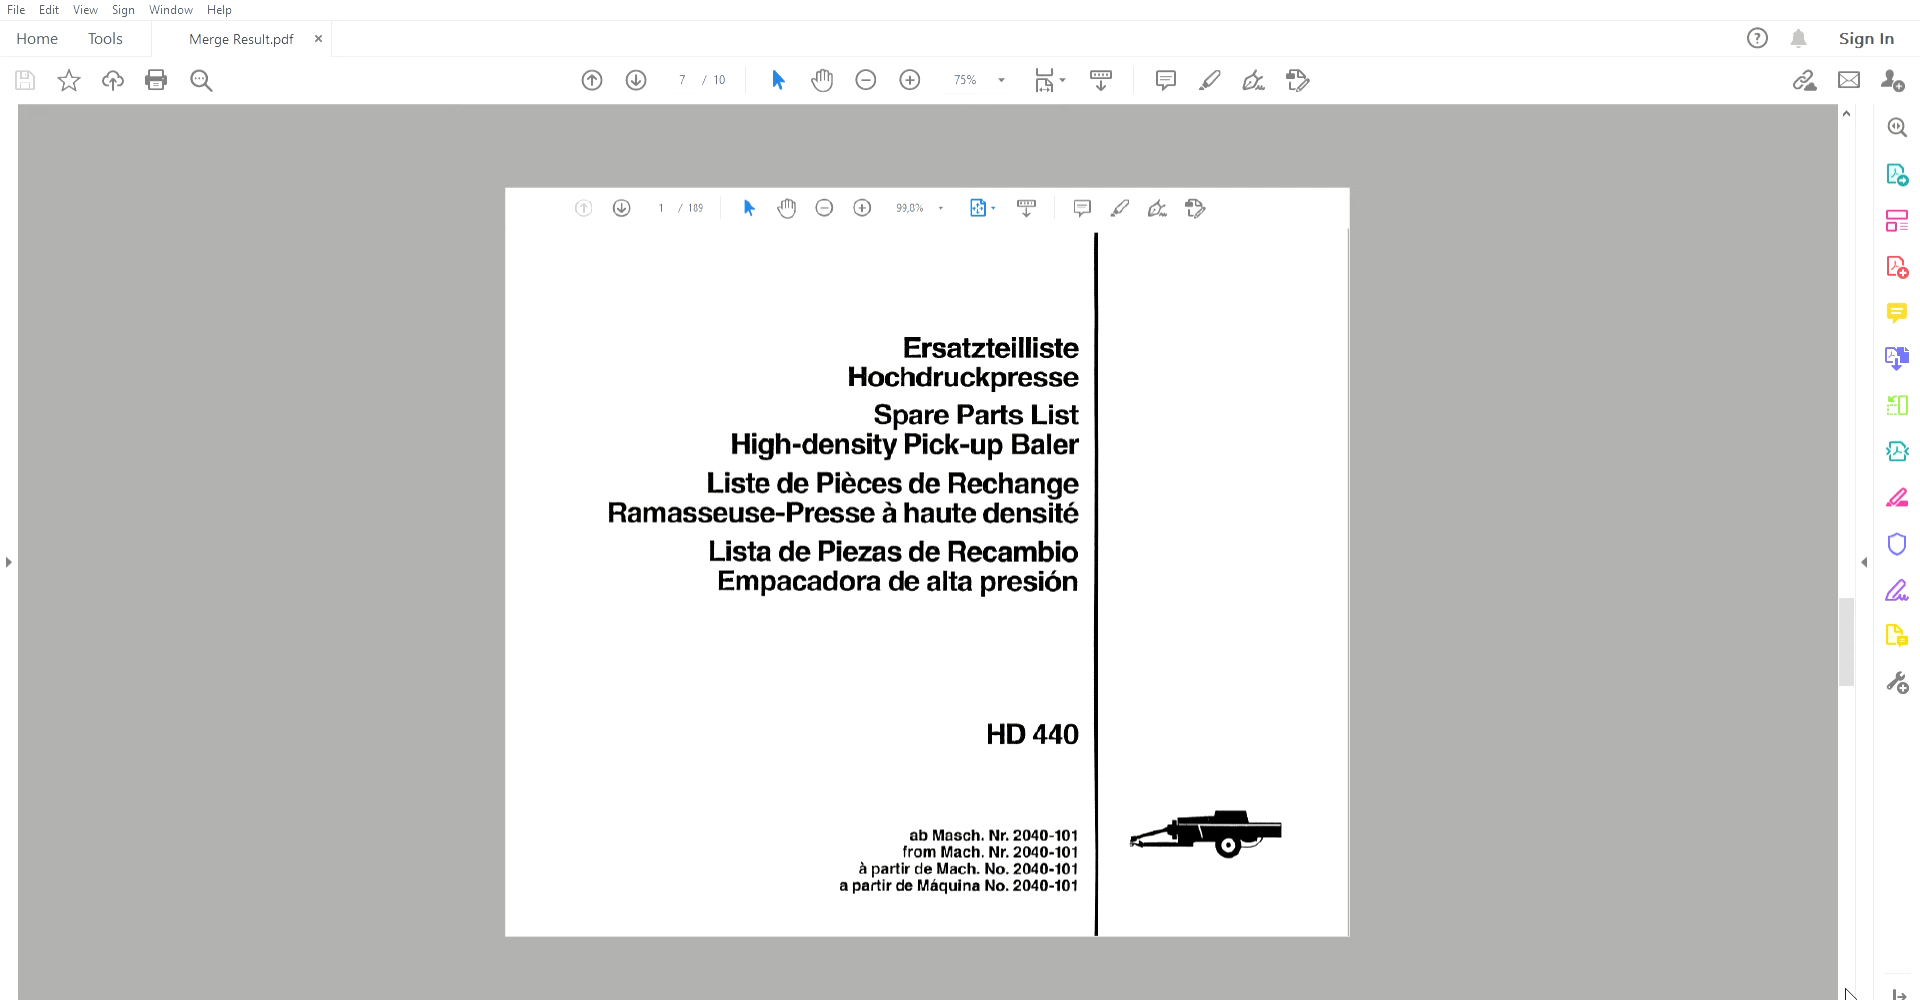 File Edit View Sign Window Help
Home Tools Merge Result.pdf × Sign In
7 / 10 75%
1 / 189 99,8%
Ersatzteilliste
Hochdruckpresse
Spare Parts List
High-density Pick-up Baler
Liste de Pièces de Rechange
Ramasseuse-Presse à haute densité
Lista de Piezas de Recambio
Empacadora de alta presión
HD 440
ab Masch. Nr. 2040-101
from Mach. Nr. 2040-101
à partir de Mach. No. 2040-101
a partir de Máquina No. 2040-101